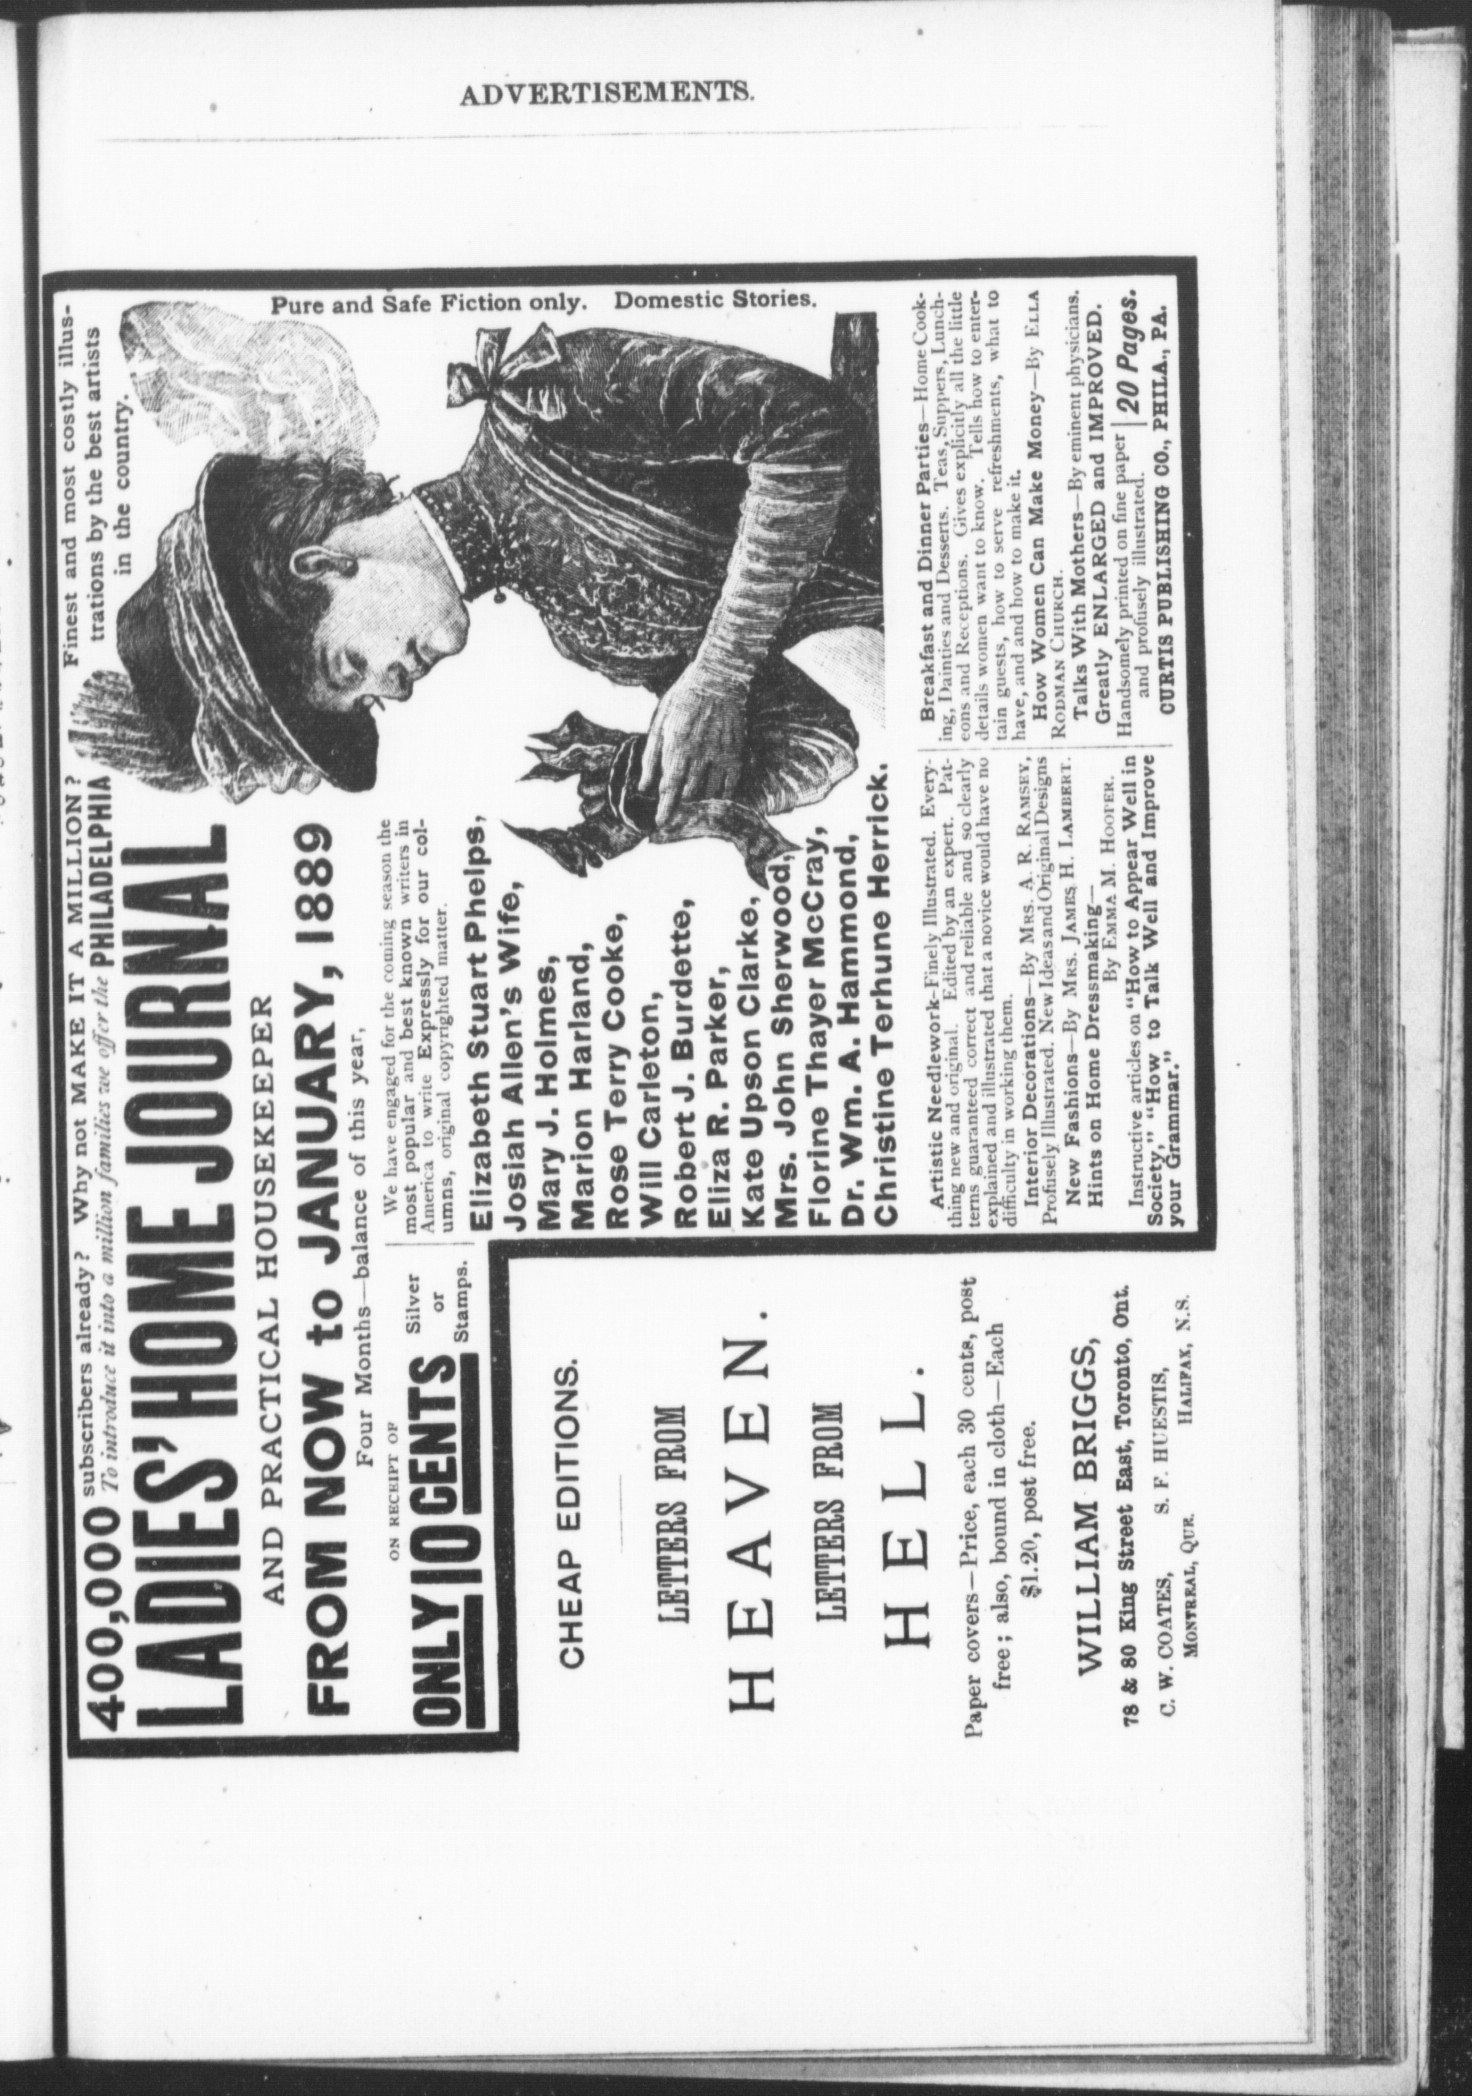 ADVERTISEMENTS.
400,000 subscribers already? Why not MAKE IT A MILLION?
To introduce it into a million families we offer the PHILADELPHIA
LADIES' HOME JOURNAL
AND PRACTICAL HOUSEKEEPER
FROM NOW to JANUARY, 1889
Four Months—balance of this year,
ON RECEIPT OF
ONLY 10 CENTS
Silver
or
Stamps.
We have engaged for the coming season the
most popular and best known writers in
America to write Expressly for our col-
umns, original copyrighted matter.
Elizabeth Stuart Phelps,
Josiah Allen's Wife,
Mary J. Holmes,
Marion Harland,
Rose Terry Cooke,
Will Carleton,
Robert J. Burdette,
Eliza R. Parker,
Kate Upson Clarke,
Mrs. John Sherwood,
Florine Thayer McCray,
Dr. Wm. A. Hammond,
Christine Terhune Herrick.
Finest and most costly illus-
trations by the best artists
in the country.
Pure and Safe Fiction only. Domestic Stories.
Artistic Needlework—Finely Illustrated. Every-
thing new and original. Edited by an expert. Pat-
terns guaranteed correct and reliable and so clearly
explained and illustrated that a novice would have no
difficulty in working them.
Interior Decorations—By MRS. A. R. RAMSEY,
Profusely Illustrated. New Ideas and Original Designs
New Fashions—By MRS. JAMES H. LAMBERT.
Hints on Home Dressmaking—
By EMMA M. HOOPER.
Instructive articles on "How to Appear Well in
Society," "How to Talk Well and Improve
your Grammar."
Breakfast and Dinner Parties—Home Cook-
ing, Dainties and Desserts. Teas, Suppers, Lunch-
eons and Receptions. Gives explicitly all the little
details women want to know. Tells how to enter-
tain guests, how to serve refreshments, what to
have, and and how to make it.
How Women Can Make Money—By ELLA
RODMAN CHURCH.
Talks With Mothers—By eminent physicians.
Greatly ENLARGED and IMPROVED.
Handsomely printed on fine paper
and profusely illustrated.
20 Pages.
CURTIS PUBLISHING CO., PHILA., PA.
CHEAP EDITIONS.
LETTERS FROM
HEAVEN.
LETTERS FROM
HELL.
Paper covers—Price, each 30 cents, post
free; also, bound in cloth—Each
$1.20, post free.
WILLIAM BRIGGS,
78 & 80 King Street East, Toronto, Ont.
C. W. COATES, S. F. HUESTIS,
MONTREAL, QUE. HALIFAX, N.S.